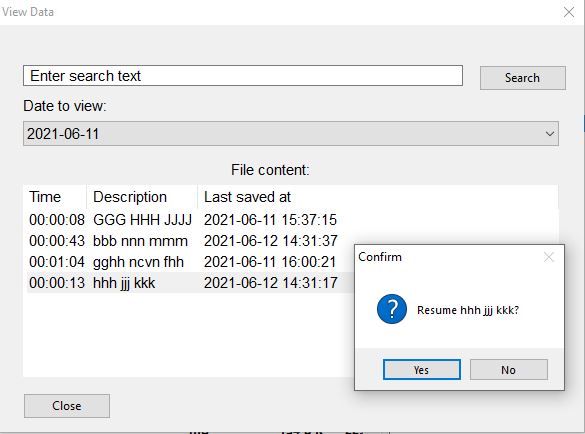 View Data
Enter search text
Search
Date to view:
2021-06-11
File content:
Time Description Last saved at
00:00:08 GGG HHH JJJJ 2021-06-11 15:37:15
00:00:43 bbb nnn mmm 2021-06-12 14:31:37
00:01:04 gghh ncvn fhh 2021-06-11 16:00:21
00:00:13 hhh jjj kkk 2021-06-12 14:31:17
Confirm
Resume hhh jjj kkk?
Yes No
Close